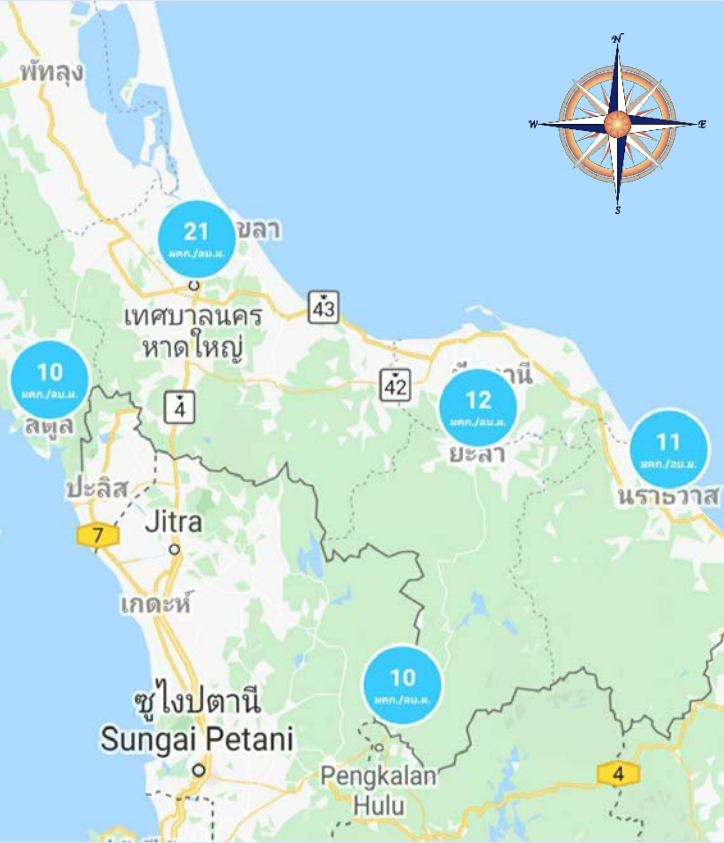 N
W
E
S
พัทลุง
21
มคก./ลบ.ม.
ขลา
43
เทศบาลนคร
หาดใหญ่
10
มคก./ลบ.ม.
สตูล
4
42
านี
12
มคก./ลบ.ม.
ยะลา
11
มคก./ลบ.ม.
นราธิวาส
ปะลิส
7
Jitra
เกดะห์
10
มคก./ลบ.ม.
ซูไงปตานี
Sungai Petani
Pengkalan
Hulu
4